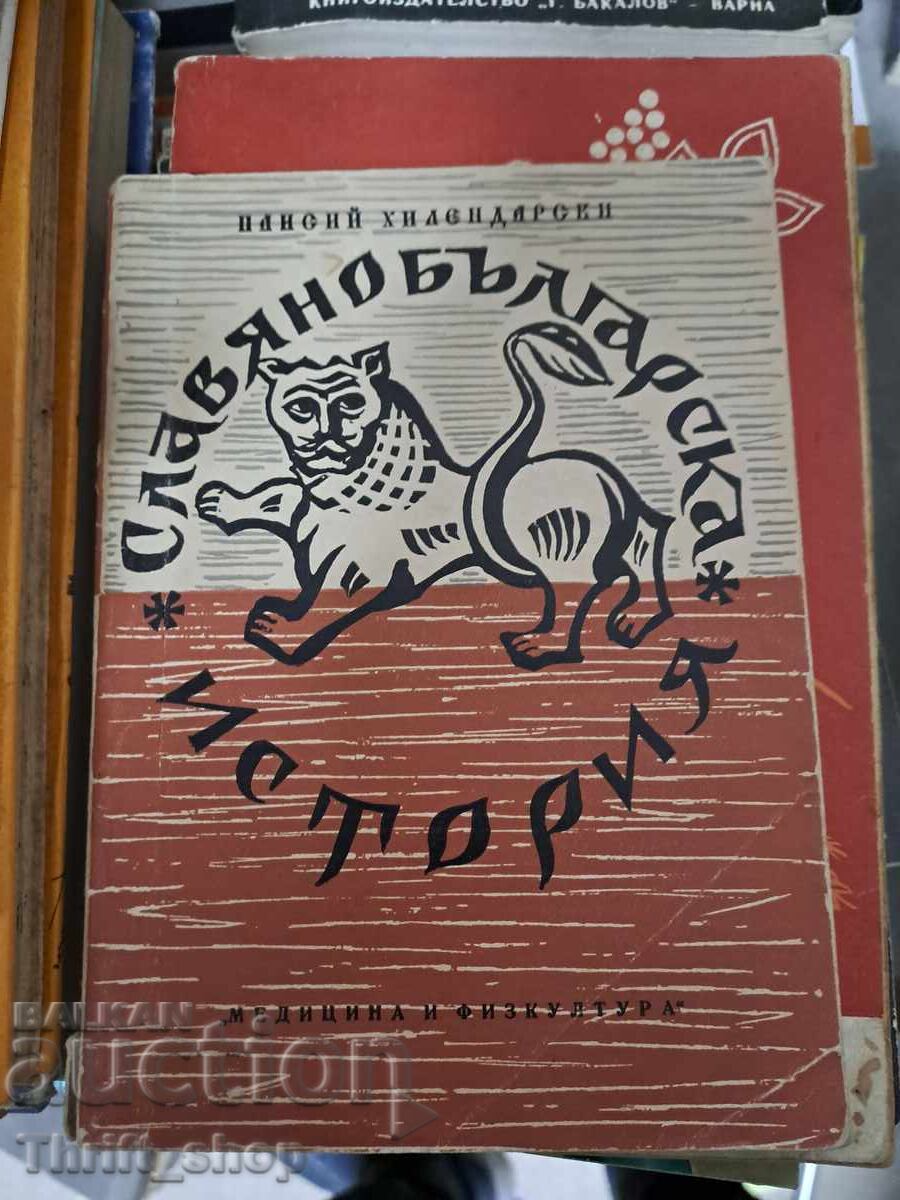 КНИГОИЗДАТЕЛСТВО „Г. БАКАЛОВ“ - ВАРНА
ПАИСИЙ ХИЛЕНДАРСКИ
* СЛАВЯНОБЪЛГАРСКА *
ИСТОРИЯ
„МЕДИЦИНА И ФИЗКУЛТУРА“
BALKAN
auction
Thrift_shop